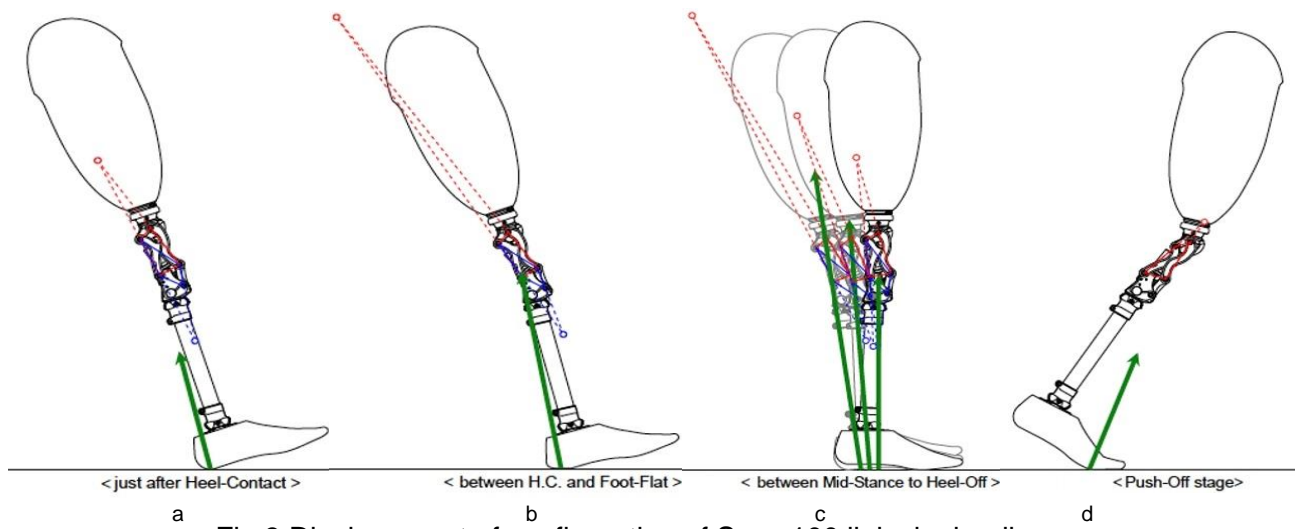 < just after Heel-Contact > < between H.C. and Foot-Flat > < between Mid-Stance to Heel-Off > <Push-Off stage>
a b c d